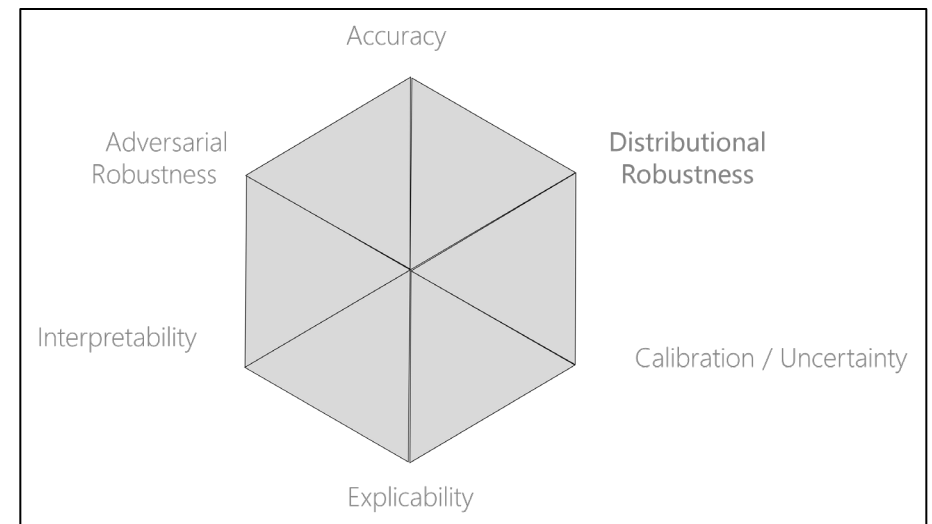 Accuracy
Adversarial
Robustness
Distributional
Robustness
Interpretability
Calibration / Uncertainty
Explicability